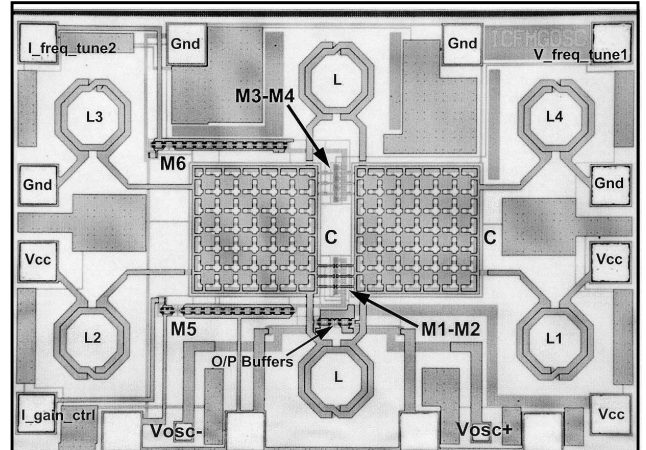 I_freq_tune2
Gnd
Gnd
ICFMGOSC
V_freq_tune1
L
M3-M4
L3
L4
M6
Gnd
Gnd
C
C
Vcc
Vcc
L2
M5
M1-M2
L1
O/P Buffers
L
I_gain_ctrl
Vosc-
Vosc+
Vcc